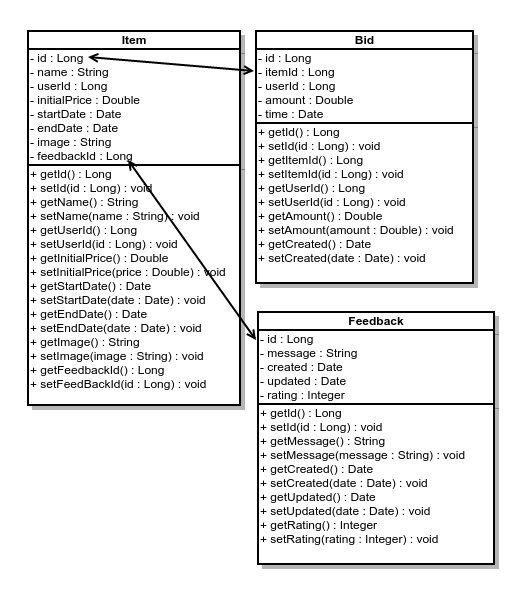 Item
- id : Long
- name : String
- userId : Long
- initialPrice : Double
- startDate : Date
- endDate : Date
- image : String
- feedbackId : Long
+ getId() : Long
+ setId(id : Long) : void
+ getName() : String
+ setName(name : String) : void
+ getUserId() : Long
+ setUserId(id : Long) : void
+ getInitialPrice() : Double
+ setInitialPrice(price : Double) : void
+ getStartDate() : Date
+ setStartDate(date : Date) : void
+ getEndDate() : Date
+ setEndDate(date : Date) : void
+ getImage() : String
+ setImage(image : String) : void
+ getFeedbackId() : Long
+ setFeedBackId(id : Long) : void
Bid
- id : Long
- itemId : Long
- userId : Long
- amount : Double
- time : Date
+ getId() : Long
+ setId(id : Long) : void
+ getItemId() : Long
+ setItemId(id : Long) : void
+ getUserId() : Long
+ setUserId(id : Long) : void
+ getAmount() : Double
+ setAmount(amount : Double) : void
+ getCreated() : Date
+ setCreated(date : Date) : void
Feedback
- id : Long
- message : String
- created : Date
- updated : Date
- rating : Integer
+ getId() : Long
+ setId(id : Long) : void
+ getMessage() : String
+ setMessage(message : String) : void
+ getCreated() : Date
+ setCreated(date : Date) : void
+ getUpdated() : Date
+ setUpdated(date : Date) : void
+ getRating() : Integer
+ setRating(rating : Integer) : void